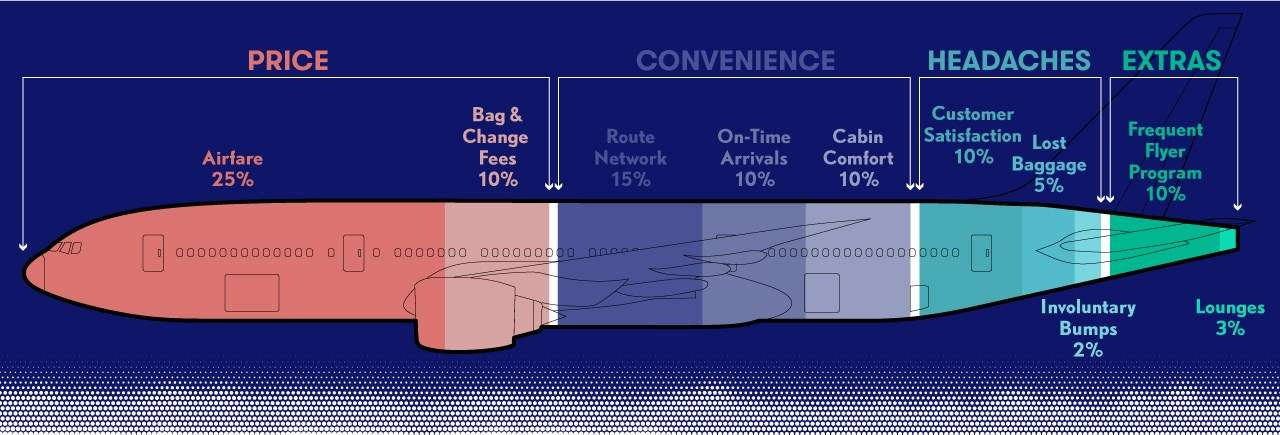 PRICE
CONVENIENCE
HEADACHES
EXTRAS
Airfare
25%
Bag &
Change
Fees
10%
Route
Network
15%
On-Time
Arrivals
10%
Cabin
Comfort
10%
Customer
Satisfaction
10%
Lost
Baggage
5%
Involuntary
Bumps
2%
Frequent
Flyer
Program
10%
Lounges
3%